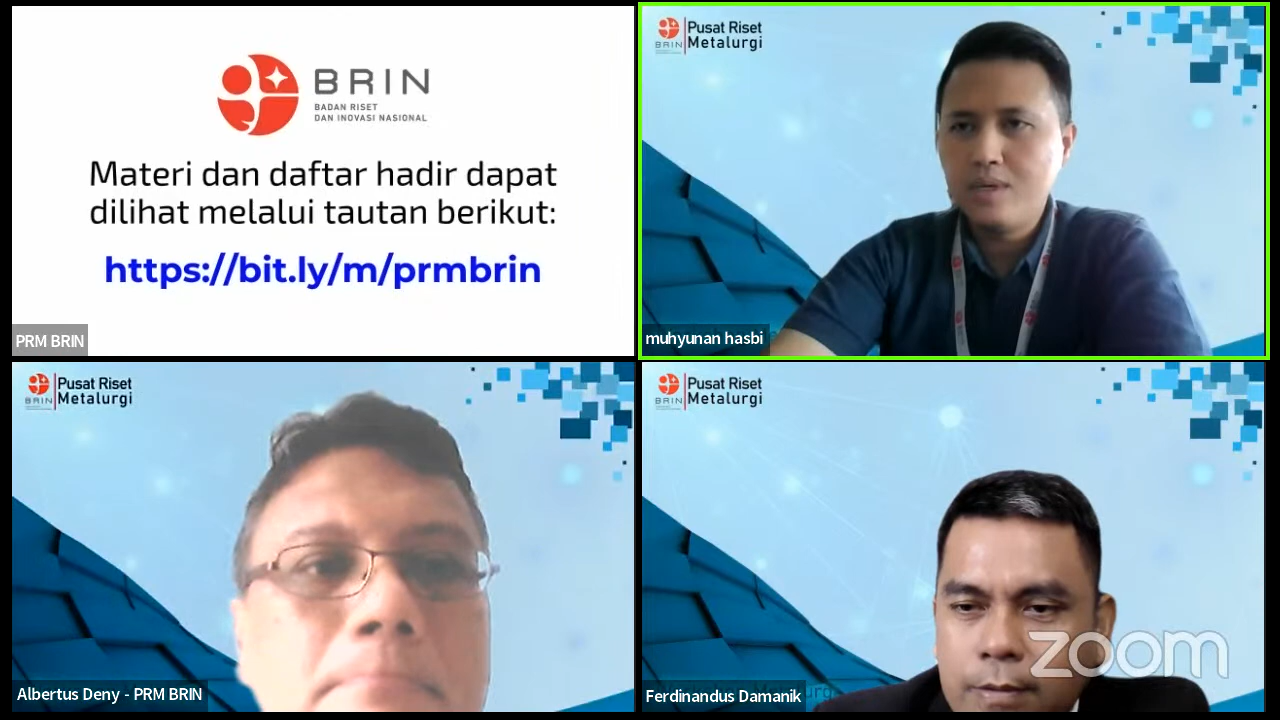 BRIN
BADAN RISET
DAN INOVASI NASIONAL
Materi dan daftar hadir dapat
dilihat melalui tautan berikut:
https://bit.ly/m/prmbrin
PRM BRIN
BRIN
Pusat Riset
Metalurgi
muhyunan hasbi
BRIN
Pusat Riset
Metalurgi
Albertus Deny - PRM BRIN
BRIN
Pusat Riset
Metalurgi
Ferdinandus Damanik
zoom